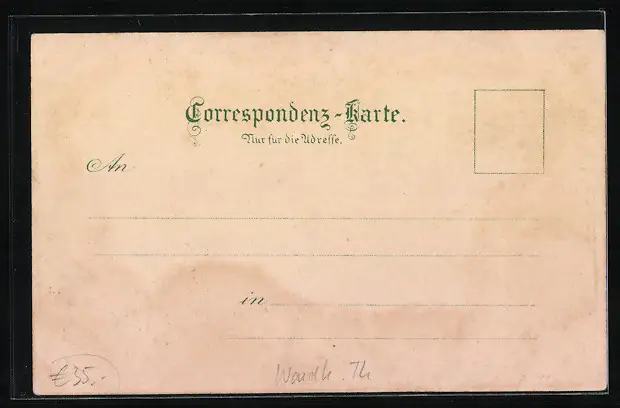 Correspondenz-Karte.
Nur für die Adresse.
An
in
€35.-